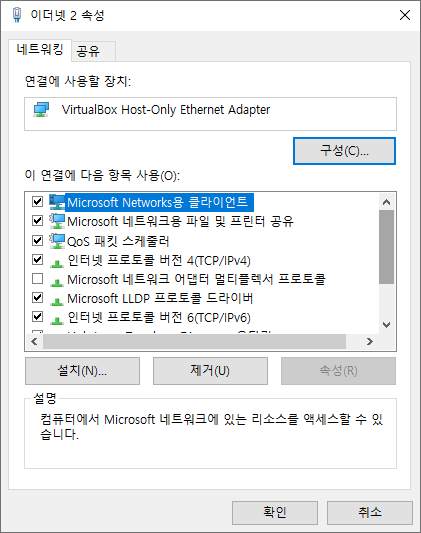 이더넷 2 속성
네트워킹
공유
연결에 사용할 장치:
VirtualBox Host-Only Ethernet Adapter
구성(C)...
이 연결에 다음 항목 사용(O):
Microsoft Networks용 클라이언트
Microsoft 네트워크용 파일 및 프린터 공유
QoS 패킷 스케줄러
인터넷 프로토콜 버전 4(TCP/IPv4)
Microsoft 네트워크 어댑터 멀티플렉서 프로토콜
Microsoft LLDP 프로토콜 드라이버
인터넷 프로토콜 버전 6(TCP/IPv6)
설치(N)...
제거(U)
속성(R)
설명
컴퓨터에서 Microsoft 네트워크에 있는 리소스를 액세스할 수 있
습니다.
확인
취소